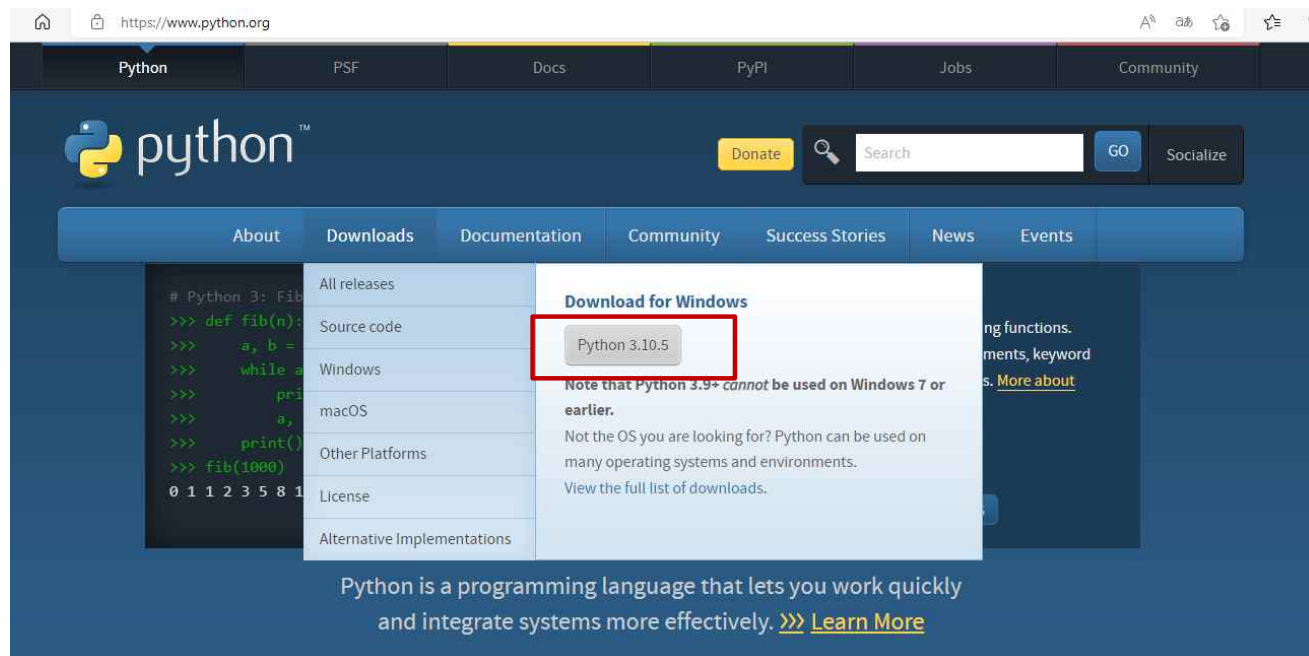 https://www.python.org
Python PSF Docs PyPI Jobs Community
python™
Donate Search GO Socialize
About Downloads Documentation Community Success Stories News Events
# Python 3: Fib
>>> def fib(n):
>>> a, b =
>>> while a
>>> pri
>>> a,
>>> print()
>>> fib(1000)
0 1 1 2 3 5 8 1
All releases
Source code
Windows
macOS
Other Platforms
License
Alternative Implementations
Download for Windows
Python 3.10.5
Note that Python 3.9+ cannot be used on Windows 7 or
earlier.
Not the OS you are looking for? Python can be used on
many operating systems and environments.
View the full list of downloads.
ng functions.
ments, keyword
s. More about
Python is a programming language that lets you work quickly
and integrate systems more effectively. >>> Learn More